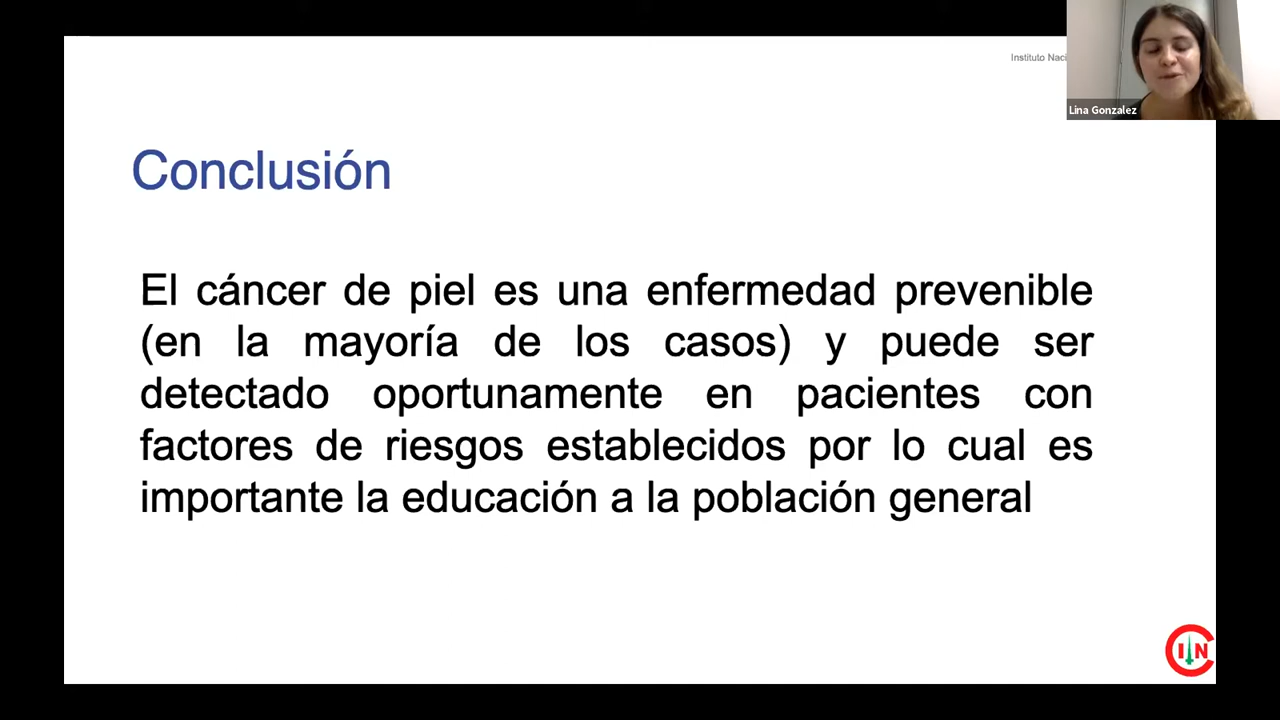 Instituto
Lina Gonzalez
Conclusión
El cáncer de piel es una enfermedad prevenible
(en la mayoría de los casos) y puede ser
detectado oportunamente en pacientes con
factores de riesgos establecidos por lo cual es
importante la educación a la población general
IN